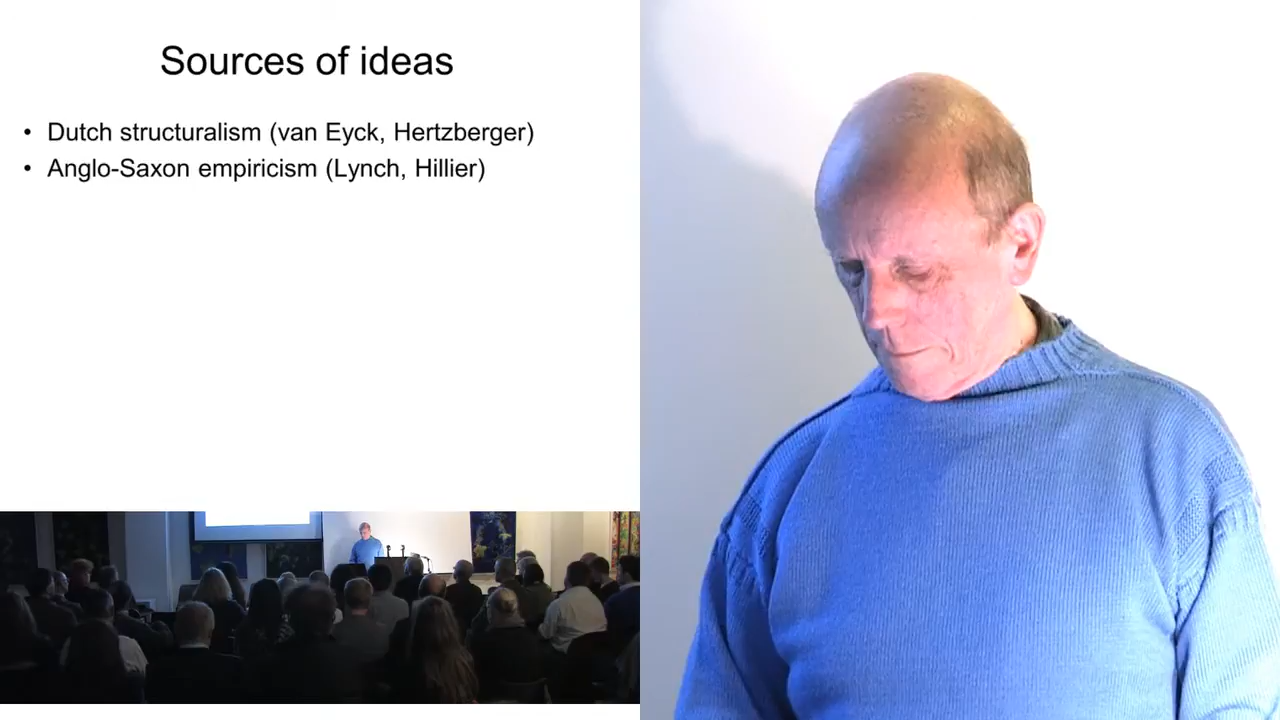 Sources of ideas
• Dutch structuralism (van Eyck, Hertzberger)
• Anglo-Saxon empiricism (Lynch, Hillier)